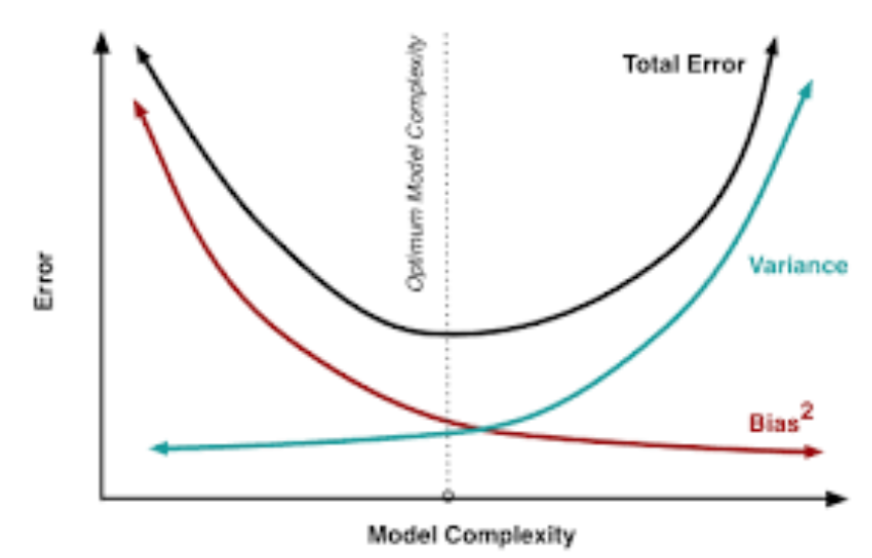 Total Error
Optimum Model Complexity
Variance
Error
Bias²
Model Complexity